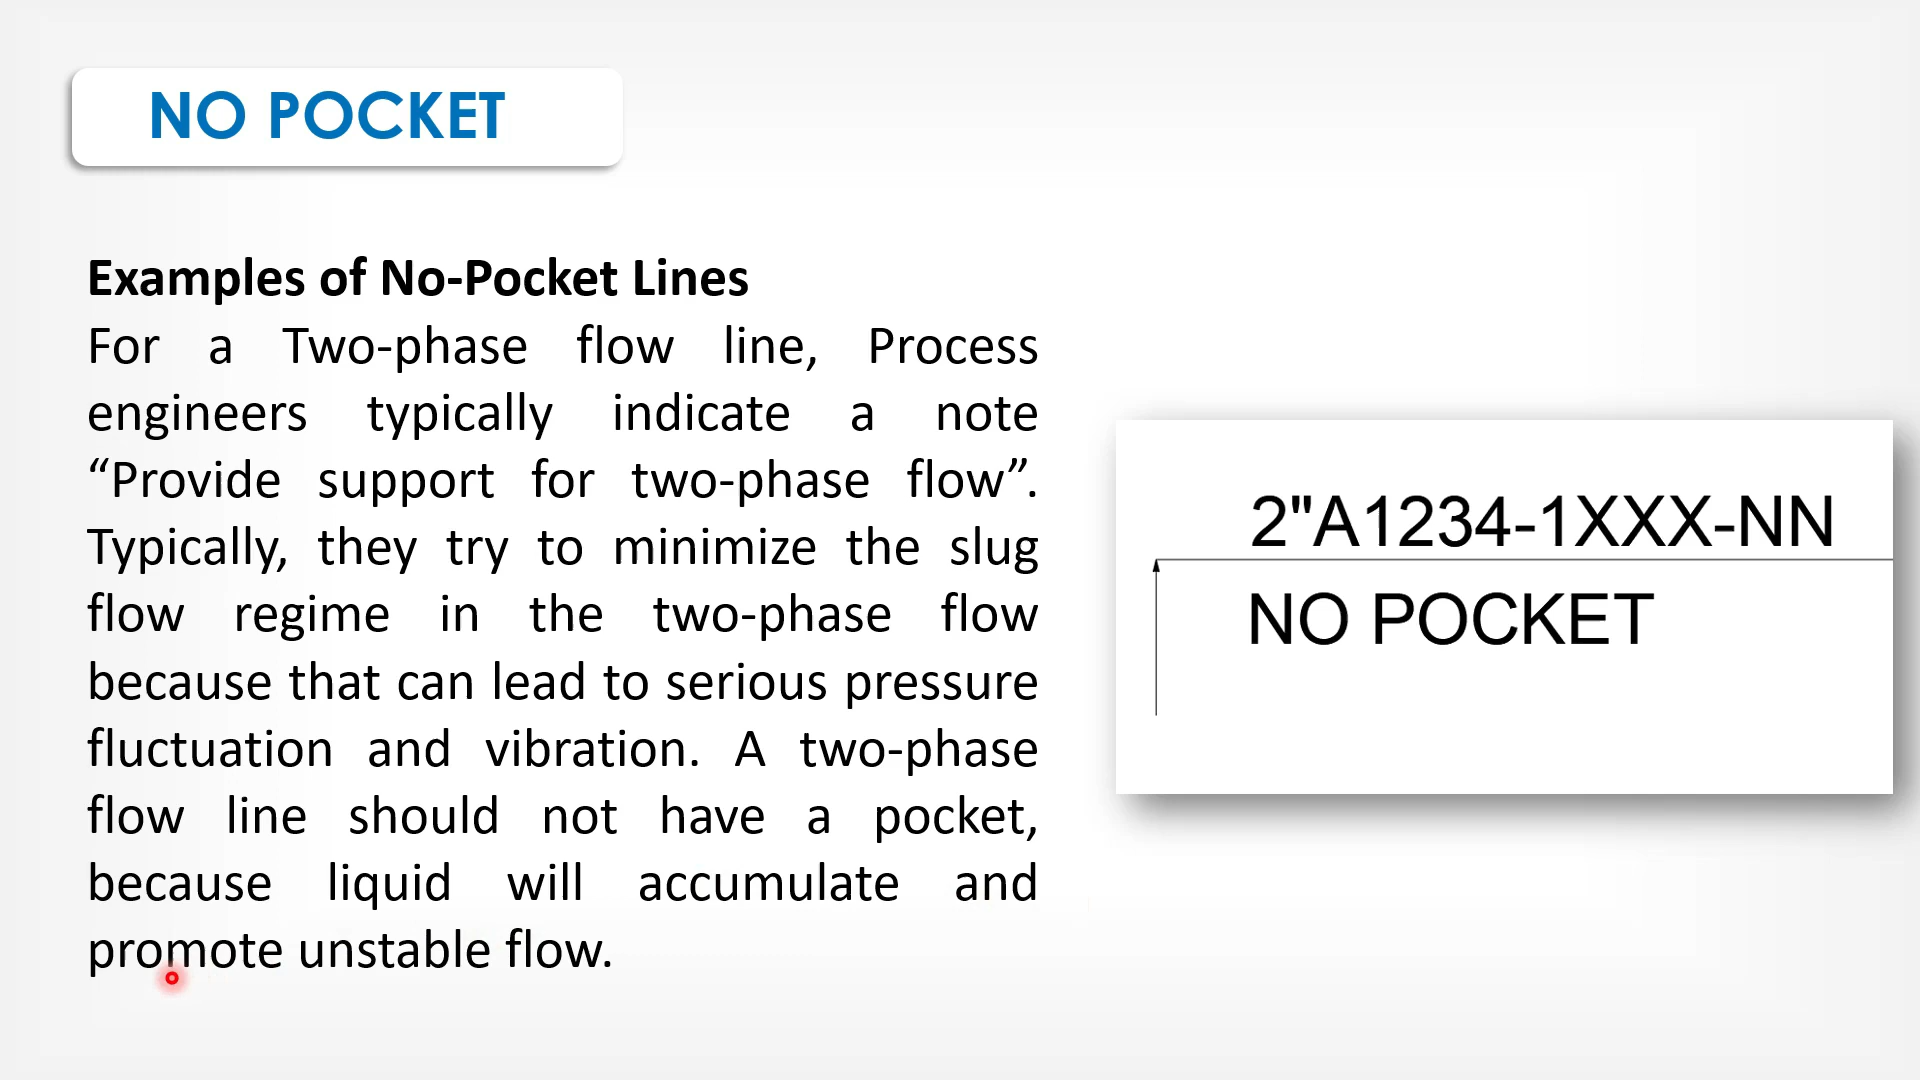 NO POCKET
Examples of No-Pocket Lines
For a Two-phase flow line, Process
engineers typically indicate a note
“Provide support for two-phase flow”.
Typically, they try to minimize the slug
flow regime in the two-phase flow
because that can lead to serious pressure
fluctuation and vibration. A two-phase
flow line should not have a pocket,
because liquid will accumulate and
promote unstable flow.
2"A1234-1XXX-NN
NO POCKET